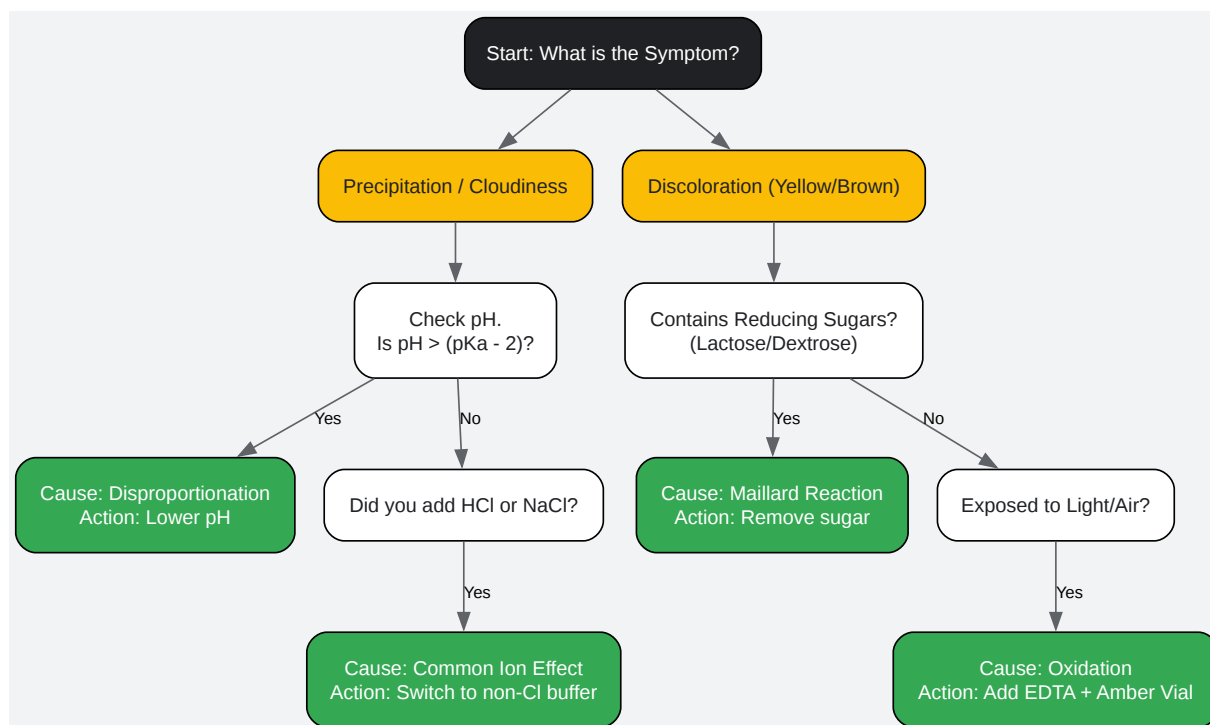 Start: What is the Symptom?
Precipitation / Cloudiness
Discoloration (Yellow/Brown)
Check pH.
Is pH > (pKa - 2)?
Contains Reducing Sugars?
(Lactose/Dextrose)
Yes
No
Yes
No
Cause: Disproportionation
Action: Lower pH
Did you add HCl or NaCl?
Cause: Maillard Reaction
Action: Remove sugar
Exposed to Light/Air?
Yes
Yes
Cause: Common Ion Effect
Action: Switch to non-Cl buffer
Cause: Oxidation
Action: Add EDTA + Amber Vial